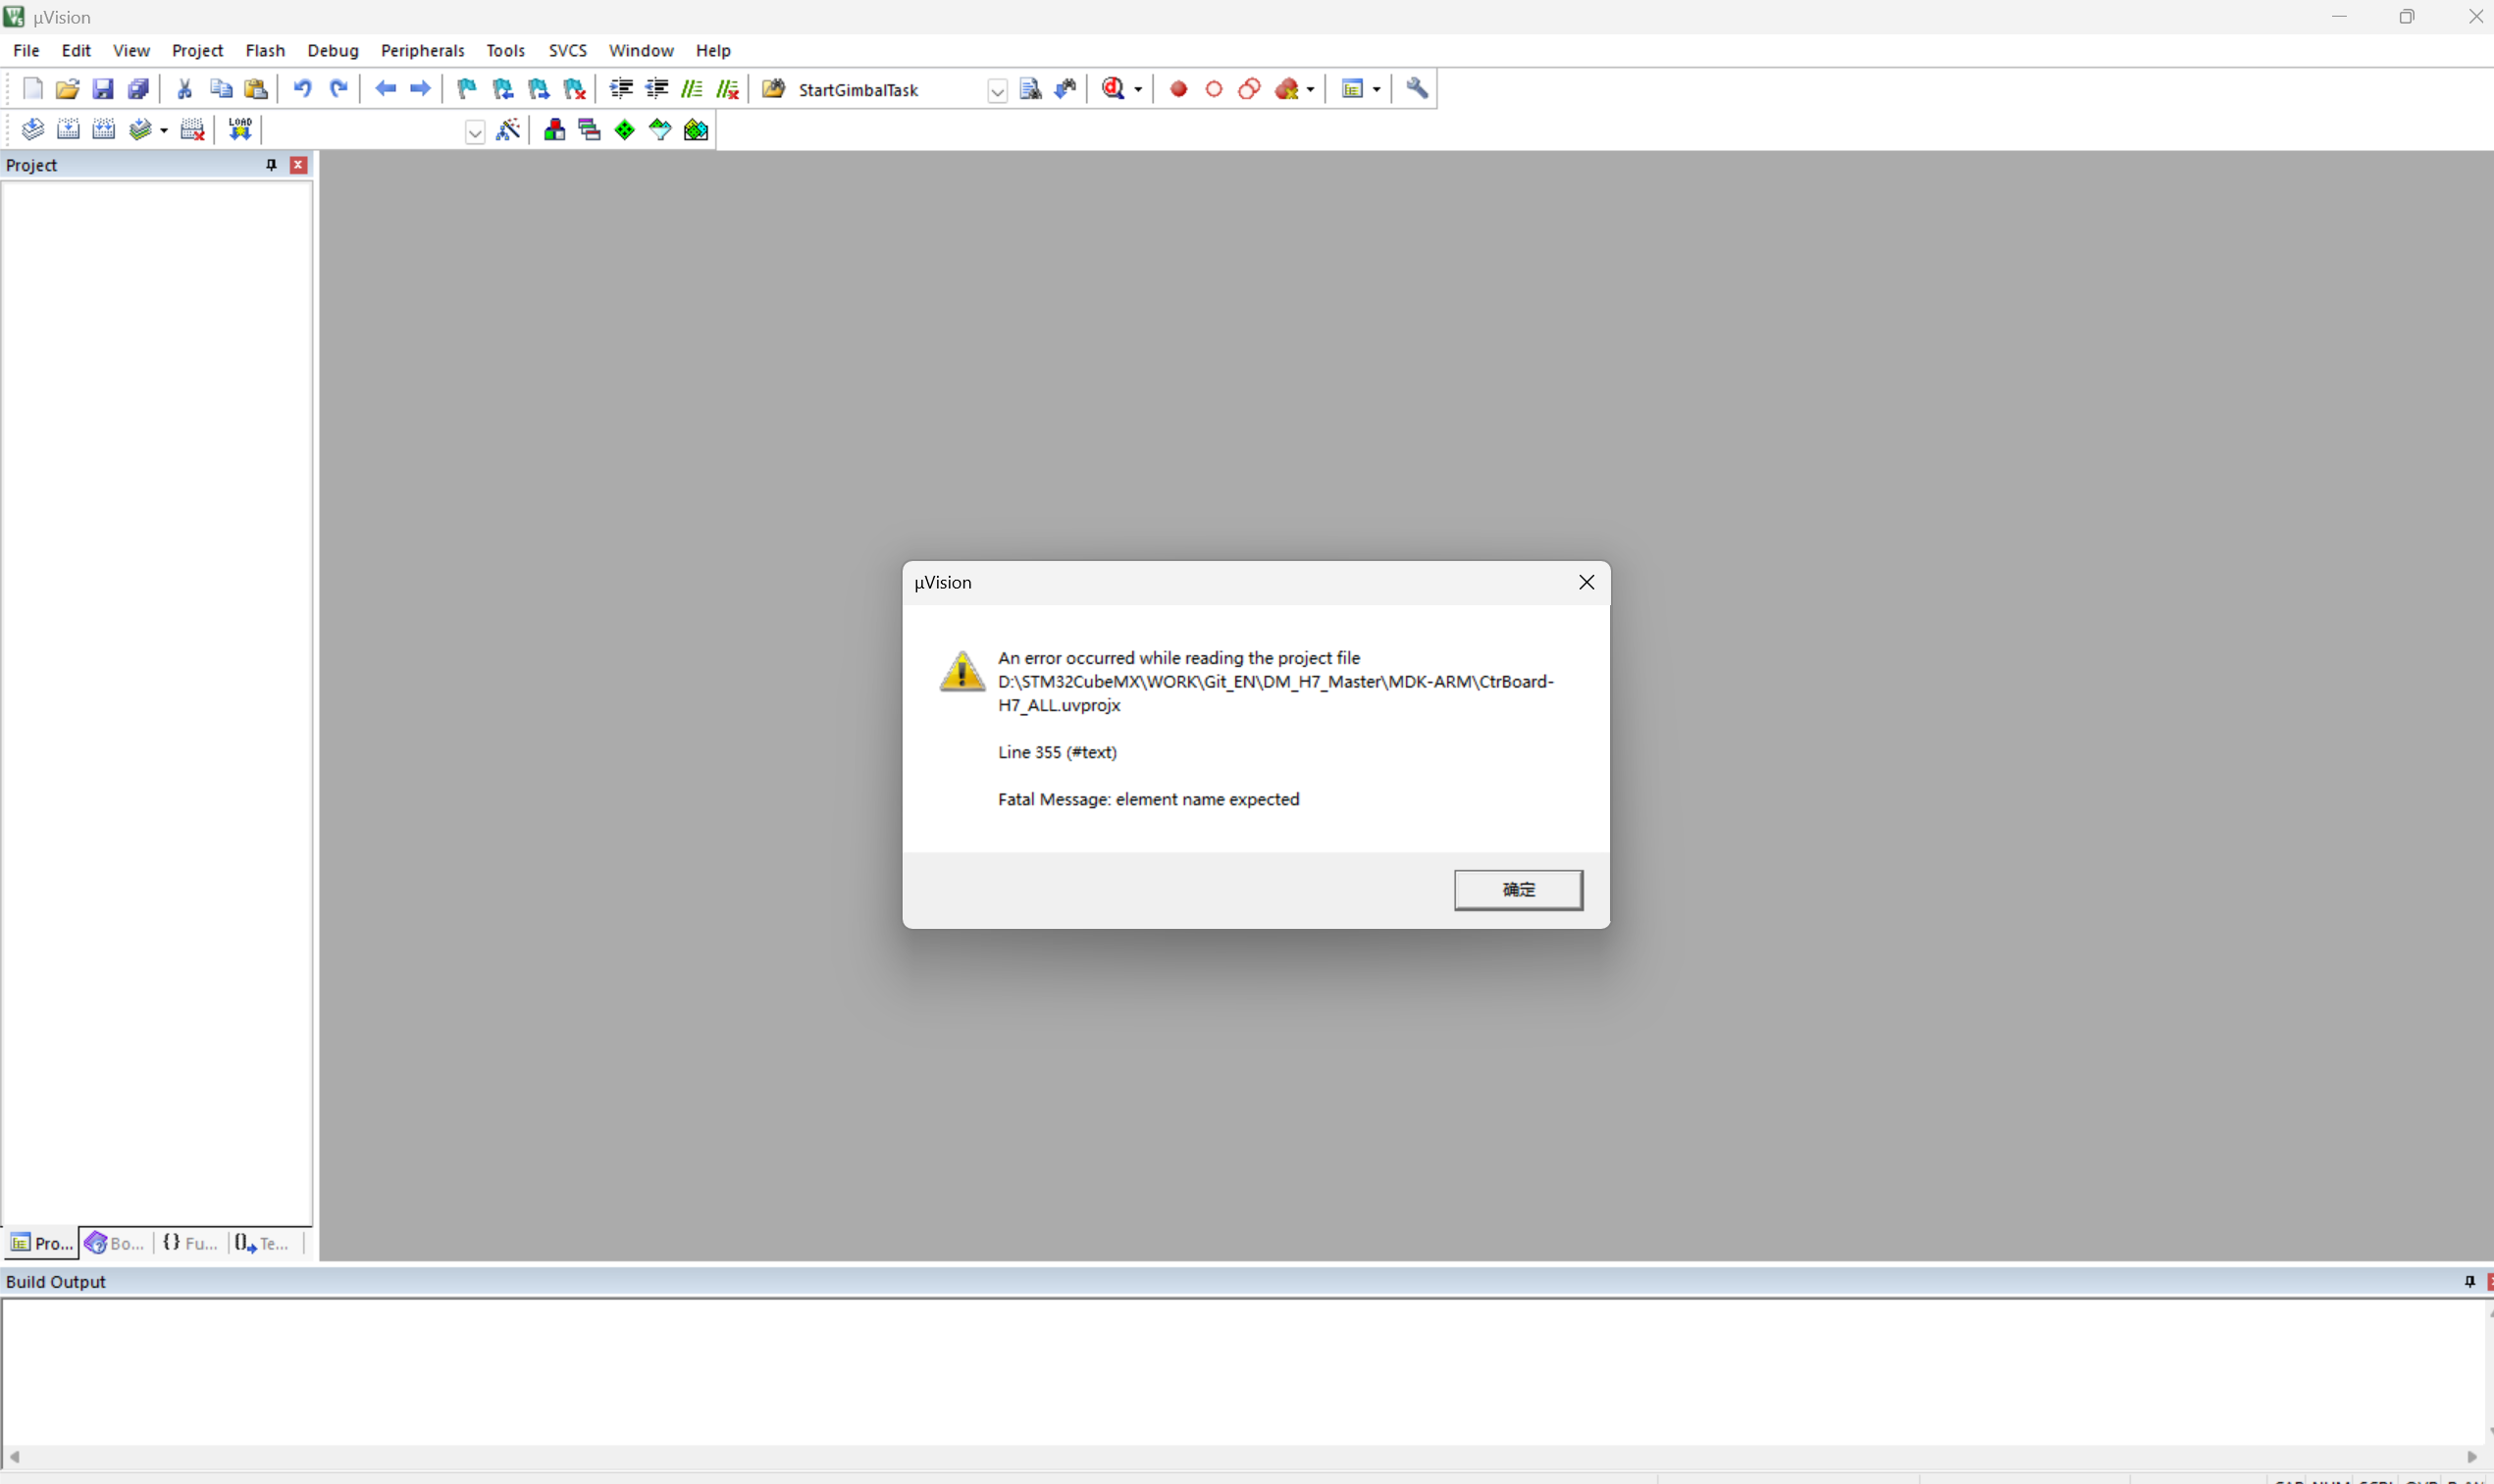 µVision
File Edit View Project Flash Debug Peripherals Tools SVCS Window Help
StartGimbalTask
LOAD
Project
µVision
An error occurred while reading the project file
D:\STM32CubeMX\WORK\Git_EN\DM_H7_Master\MDK-ARM\CtrBoard-
H7_ALL.uvprojx
Line 355 (#text)
Fatal Message: element name expected
确定
Pro... Bo... {} Fu... Te...
Build Output